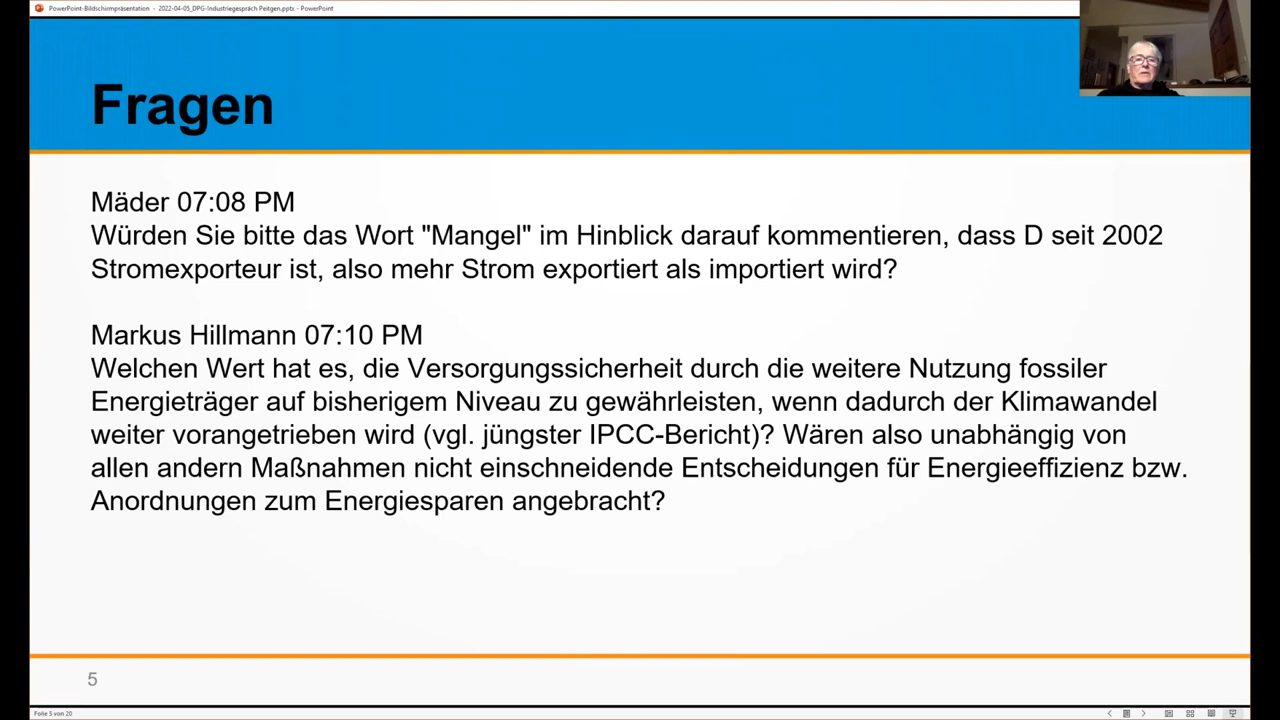 PowerPoint-Bildschirmpräsentation - 2022-04-05_DPG-Industriegespräch Peitgen.pptx - PowerPoint
Fragen
Mäder 07:08 PM
Würden Sie bitte das Wort "Mangel" im Hinblick darauf kommentieren, dass D seit 2002
Stromexporteur ist, also mehr Strom exportiert als importiert wird?
Markus Hillmann 07:10 PM
Welchen Wert hat es, die Versorgungssicherheit durch die weitere Nutzung fossiler
Energieträger auf bisherigem Niveau zu gewährleisten, wenn dadurch der Klimawandel
weiter vorangetrieben wird (vgl. jüngster IPCC-Bericht)? Wären also unabhängig von
allen andern Maßnahmen nicht einschneidende Entscheidungen für Energieeffizienz bzw.
Anordnungen zum Energiesparen angebracht?
5
Folie 5 von 20